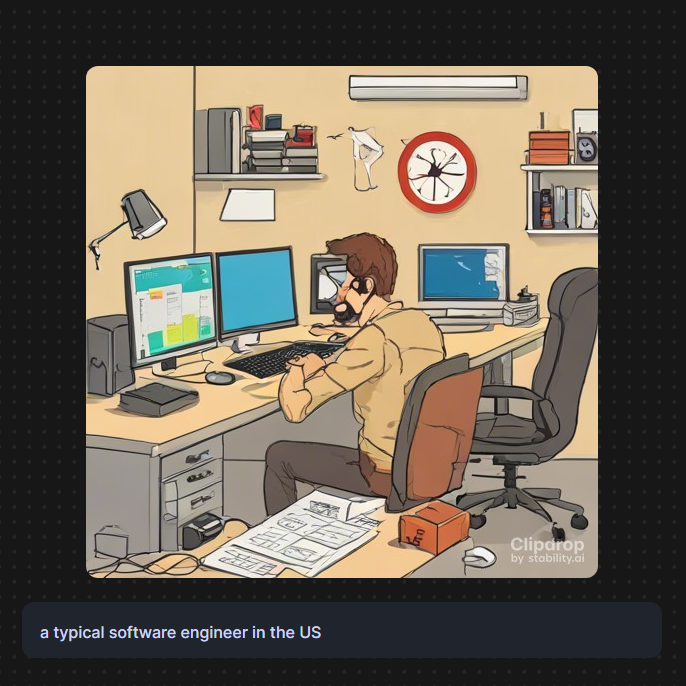 Clipdrop
by stability.ai
a typical software engineer in the US